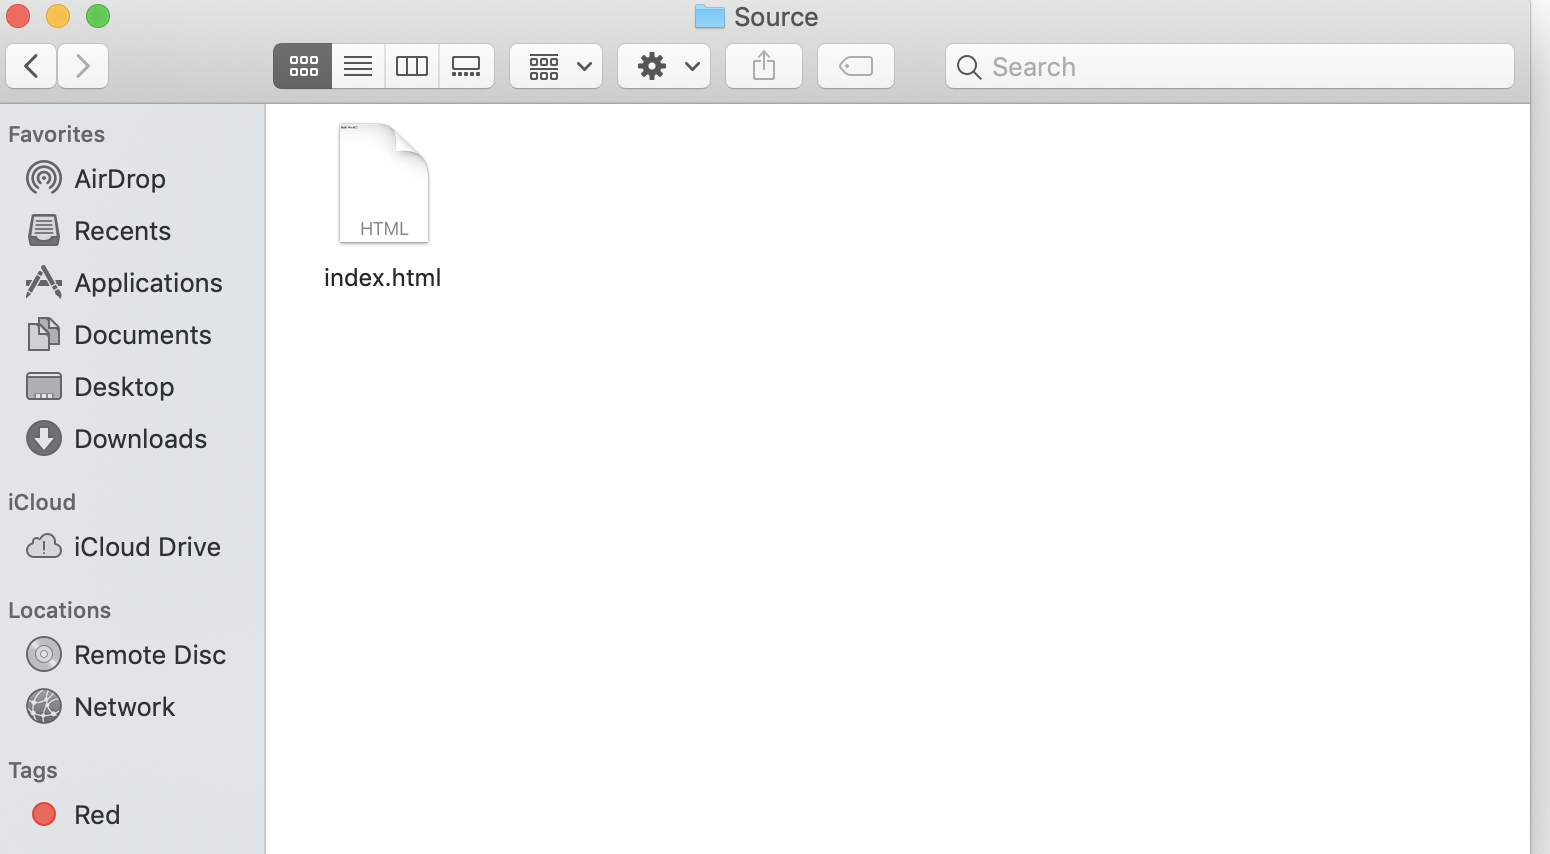 Source
Search
Favorites
AirDrop
Recents
Applications
Documents
Desktop
Downloads
iCloud
iCloud Drive
Locations
Remote Disc
Network
Tags
Red
HTML
index.html